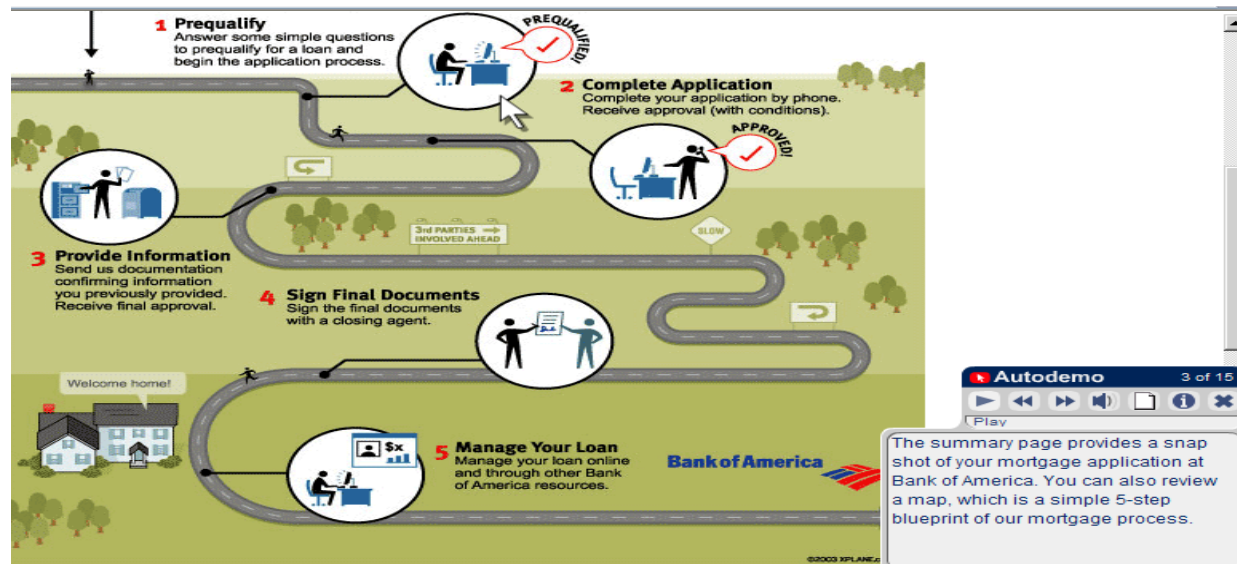 1 Prequalify
Answer some simple questions
to prequalify for a loan and
begin the application process.
PREQUALIFIED!
2 Complete Application
Complete your application by phone.
Receive approval (with conditions).
APPROVED!
3rd PARTIES
INVOLVED AHEAD
SLOW
3 Provide Information
Send us documentation
confirming information
you previously provided.
Receive final approval.
4 Sign Final Documents
Sign the final documents
with a closing agent.
Welcome home!
$x
5 Manage Your Loan
Manage your loan online
and through other Bank
of America resources.
Bank of America
©2003 XPLANE.c
Autodemo 3 of 15
Play
The summary page provides a snap
shot of your mortgage application at
Bank of America. You can also review
a map, which is a simple 5-step
blueprint of our mortgage process.